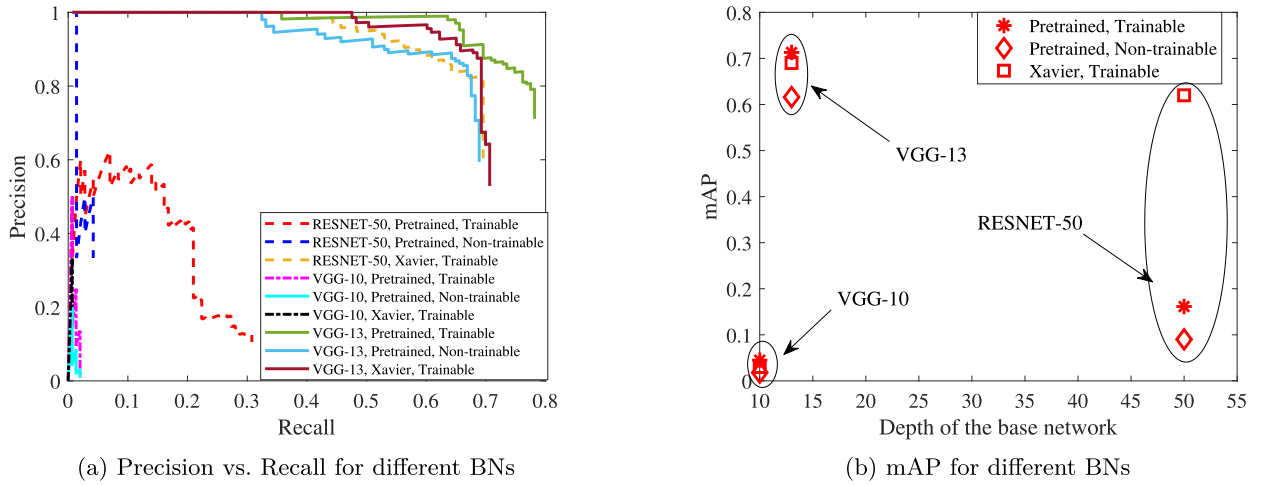 1
0.8
0.6
0.4
0.2
0
Precision
0
0.1
0.2
0.3
0.4
0.5
0.6
0.7
0.8
Recall
RESNET-50, Pretrained, Trainable
RESNET-50, Pretrained, Non-trainable
RESNET-50, Xavier, Trainable
VGG-10, Pretrained, Trainable
VGG-10, Pretrained, Non-trainable
VGG-10, Xavier, Trainable
VGG-13, Pretrained, Trainable
VGG-13, Pretrained, Non-trainable
VGG-13, Xavier, Trainable
(a) Precision vs. Recall for different BNs
0.8
0.7
0.6
0.5
0.4
0.3
0.2
0.1
0
mAP
Pretrained, Trainable
Pretrained, Non-trainable
Xavier, Trainable
VGG-13
RESNET-50
VGG-10
10
15
20
25
30
35
40
45
50
55
Depth of the base network
(b) mAP for different BNs